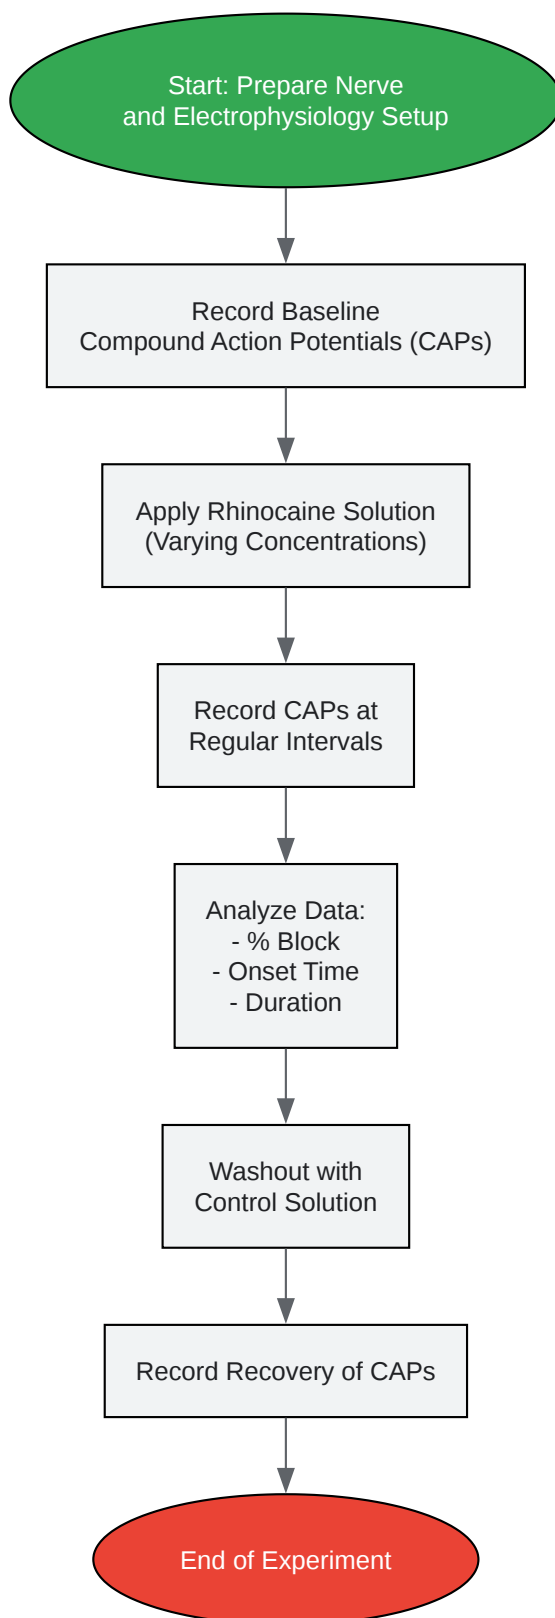 Start: Prepare Nerve
and Electrophysiology Setup
Record Baseline
Compound Action Potentials (CAPs)
Apply Rhinocaine Solution
(Varying Concentrations)
Record CAPs at
Regular Intervals
Analyze Data:
- % Block
- Onset Time
- Duration
Washout with
Control Solution
Record Recovery of CAPs
End of Experiment